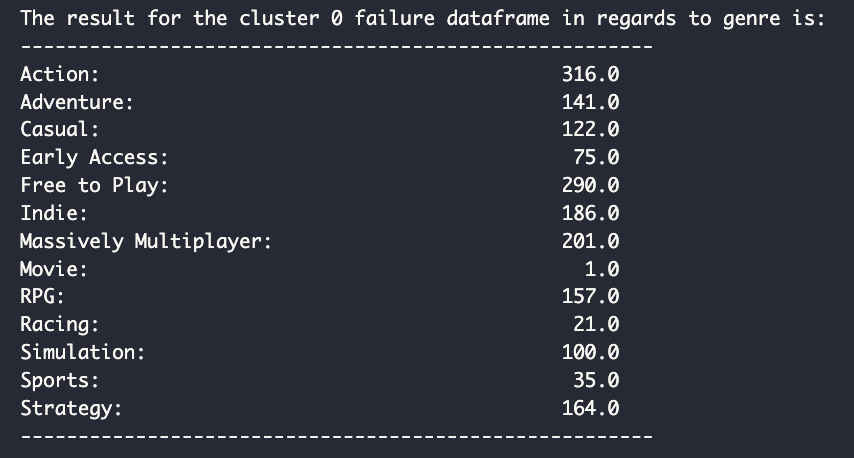 The result for the cluster 0 failure dataframe in regards to genre is:
-------------------------------------------------------
Action:                                        316.0
Adventure:                                     141.0
Casual:                                        122.0
Early Access:                                   75.0
Free to Play:                                  290.0
Indie:                                         186.0
Massively Multiplayer:                         201.0
Movie:                                           1.0
RPG:                                           157.0
Racing:                                         21.0
Simulation:                                    100.0
Sports:                                         35.0
Strategy:                                      164.0
-------------------------------------------------------